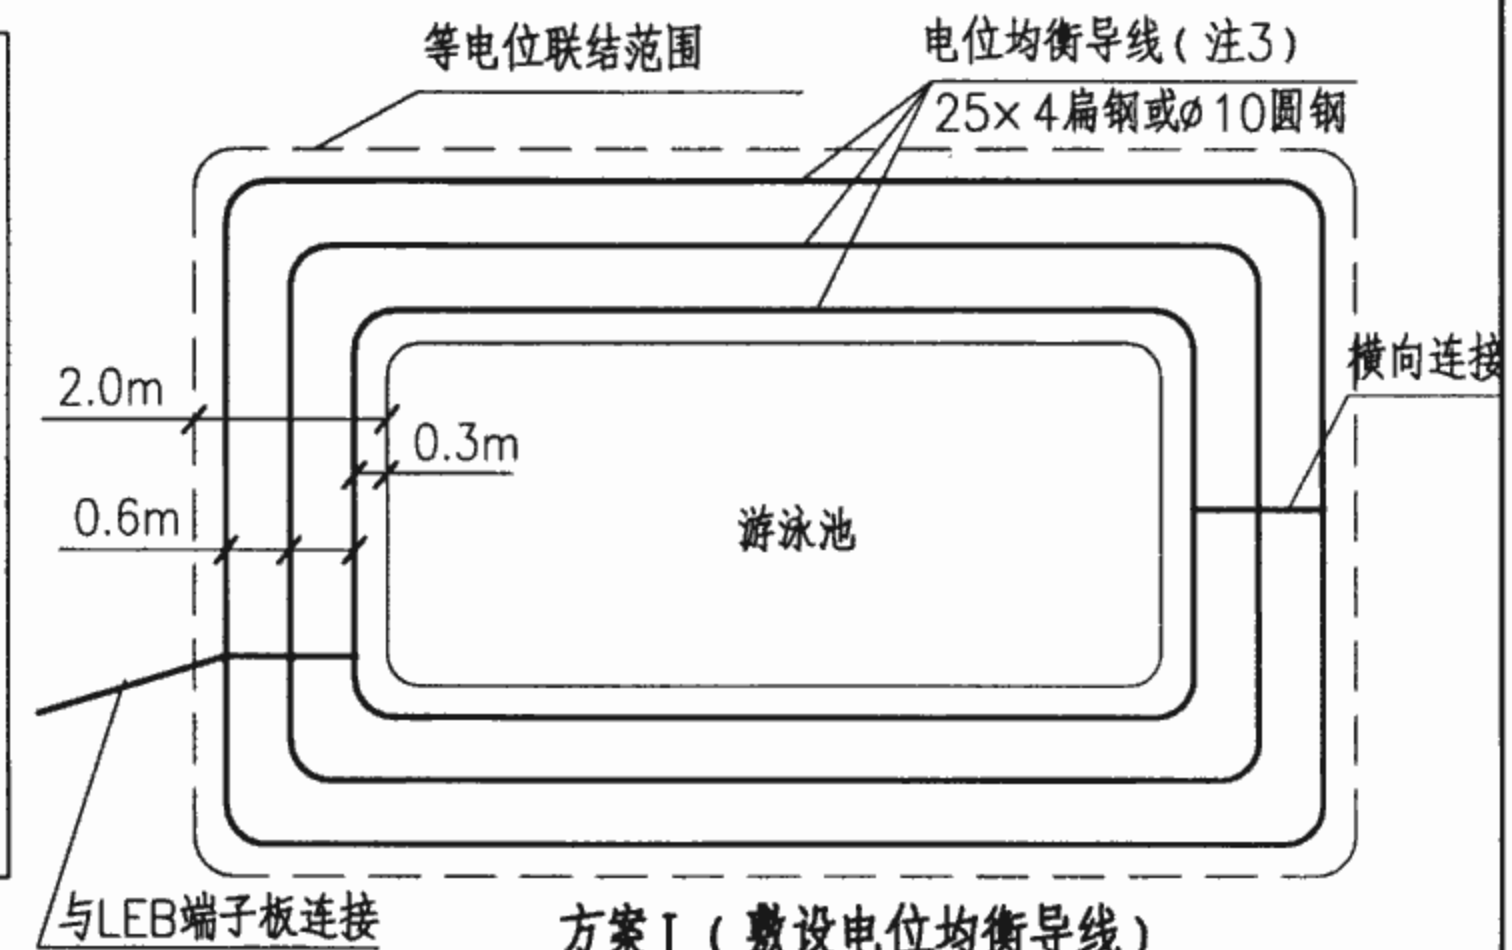 等电位联结范围
电位均衡导线(注3)
25×4扁钢或ø10圆钢
横向连接
2.0m
0.3m
0.6m
游泳池
与LEB端子板连接
方案I(敷设电位均衡导线)